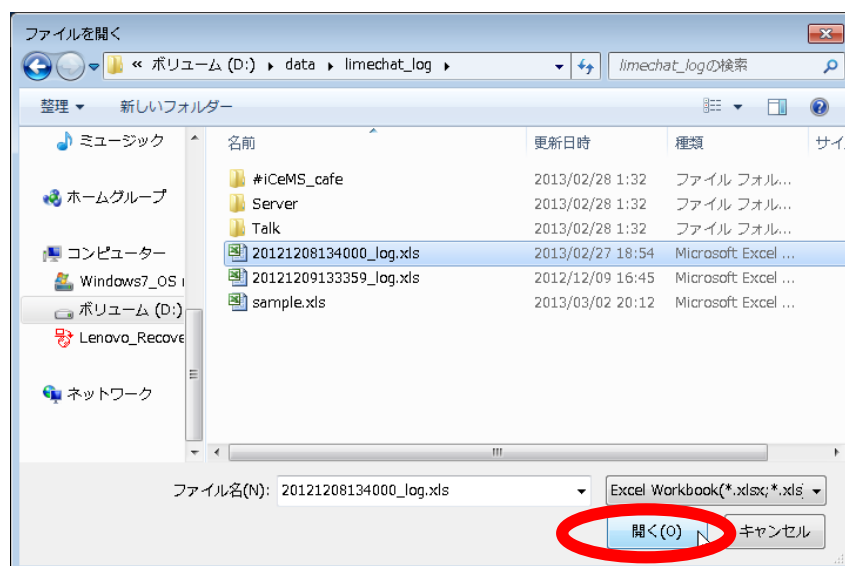 ファイルを開く
« ボリューム (D:) ▸ data ▸ limechat_log ▸
limechat_logの検索
整理 ▼ 新しいフォルダー
ミュージック
ホームグループ
コンピューター
Windows7_OS
ボリューム (D:)
Lenovo_Recove
ネットワーク
名前 更新日時 種類 サイ
#iCeMS_cafe 2013/02/28 1:32 ファイル フォル...
Server 2013/02/28 1:32 ファイル フォル...
Talk 2013/02/28 1:32 ファイル フォル...
20121208134000_log.xls 2013/02/27 18:54 Microsoft Excel ...
20121209133359_log.xls 2012/12/09 16:45 Microsoft Excel ...
sample.xls 2013/03/02 20:12 Microsoft Excel ...
ファイル名(N): 20121208134000_log.xls Excel Workbook(*.xlsx;*.xls
開く(O) キャンセル